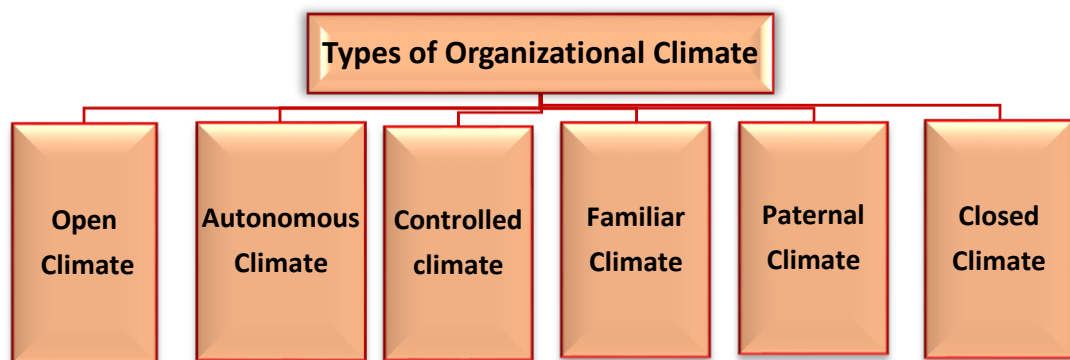 Types of Organizational Climate
Open
Climate
Autonomous
Climate
Controlled
climate
Familiar
Climate
Paternal
Climate
Closed
Climate